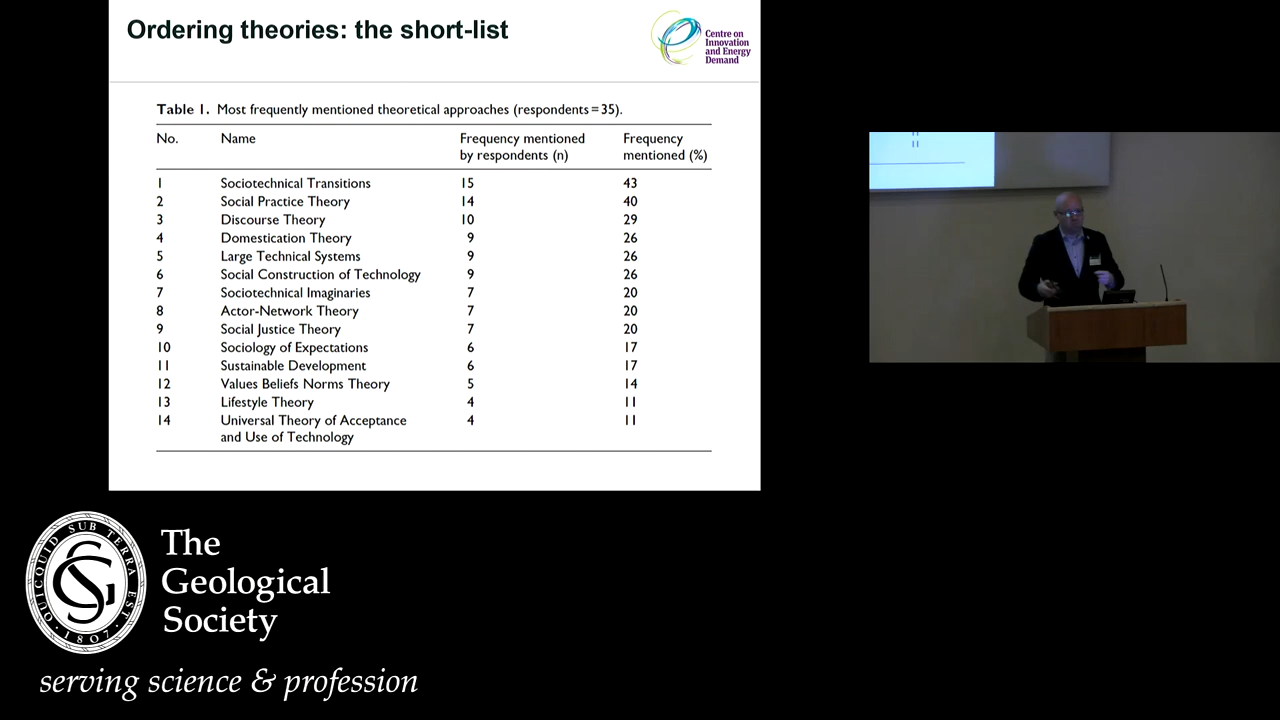 Ordering theories: the short-list
Centre on
Innovation
and Energy
Demand
Table 1. Most frequently mentioned theoretical approaches (respondents = 35).
No. Name Frequency mentioned by respondents (n) Frequency mentioned (%)
1 Sociotechnical Transitions 15 43
2 Social Practice Theory 14 40
3 Discourse Theory 10 29
4 Domestication Theory 9 26
5 Large Technical Systems 9 26
6 Social Construction of Technology 9 26
7 Sociotechnical Imaginaries 7 20
8 Actor-Network Theory 7 20
9 Social Justice Theory 7 20
10 Sociology of Expectations 6 17
11 Sustainable Development 6 17
12 Values Beliefs Norms Theory 5 14
13 Lifestyle Theory 4 11
14 Universal Theory of Acceptance 4 11
and Use of Technology
11
11
QUICQUID SUB TERRA EST
·1807·
GS
The
Geological
Society
serving science & profession